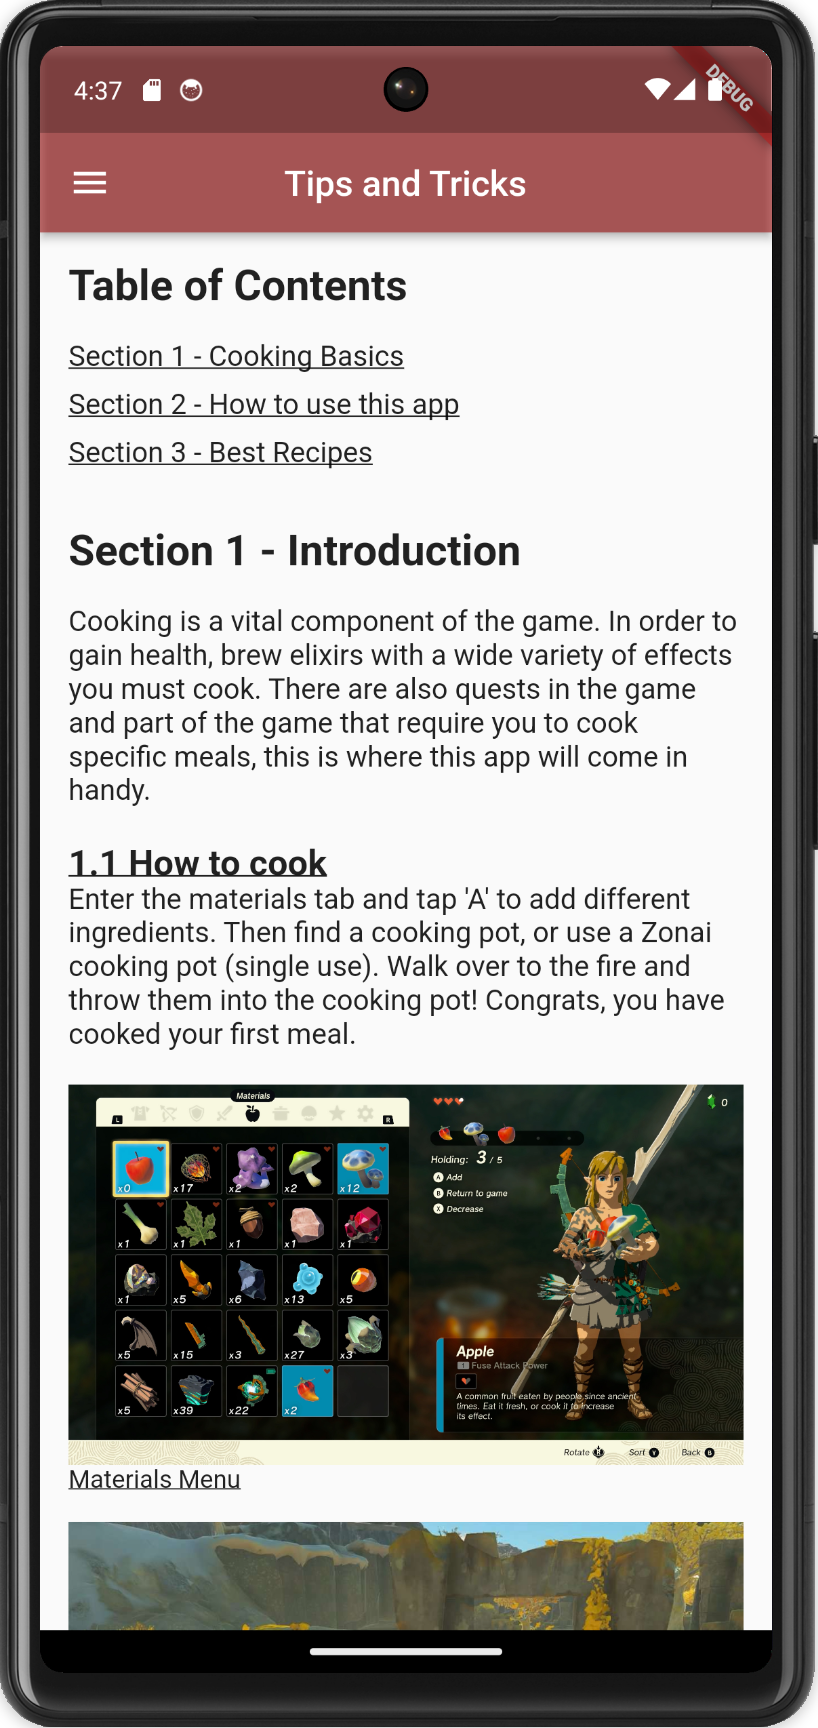 4:37
DEBUG
Tips and Tricks
Table of Contents
Section 1 - Cooking Basics
Section 2 - How to use this app
Section 3 - Best Recipes
Section 1 - Introduction
Cooking is a vital component of the game. In order to
gain health, brew elixirs with a wide variety of effects
you must cook. There are also quests in the game
and part of the game that require you to cook
specific meals, this is where this app will come in
handy.
1.1 How to cook
Enter the materials tab and tap 'A' to add different
ingredients. Then find a cooking pot, or use a Zonai
cooking pot (single use). Walk over to the fire and
throw them into the cooking pot! Congrats, you have
cooked your first meal.
Materials
L R
0
Holding: 3 / 5
A Add
B Return to game
X Decrease
x0 x17 x2 x2 x12
x1 x1 x1 x1 x1
x1 x5 x6 x13 x5
x5 x15 x3 x27 x3
x5 x39 x22 x2
Apple
1 Fuse Attack Power
A common fruit eaten by people since ancient
times. Eat it fresh, or cook it to increase
its effect.
Rotate R Sort Y Back B
Materials Menu